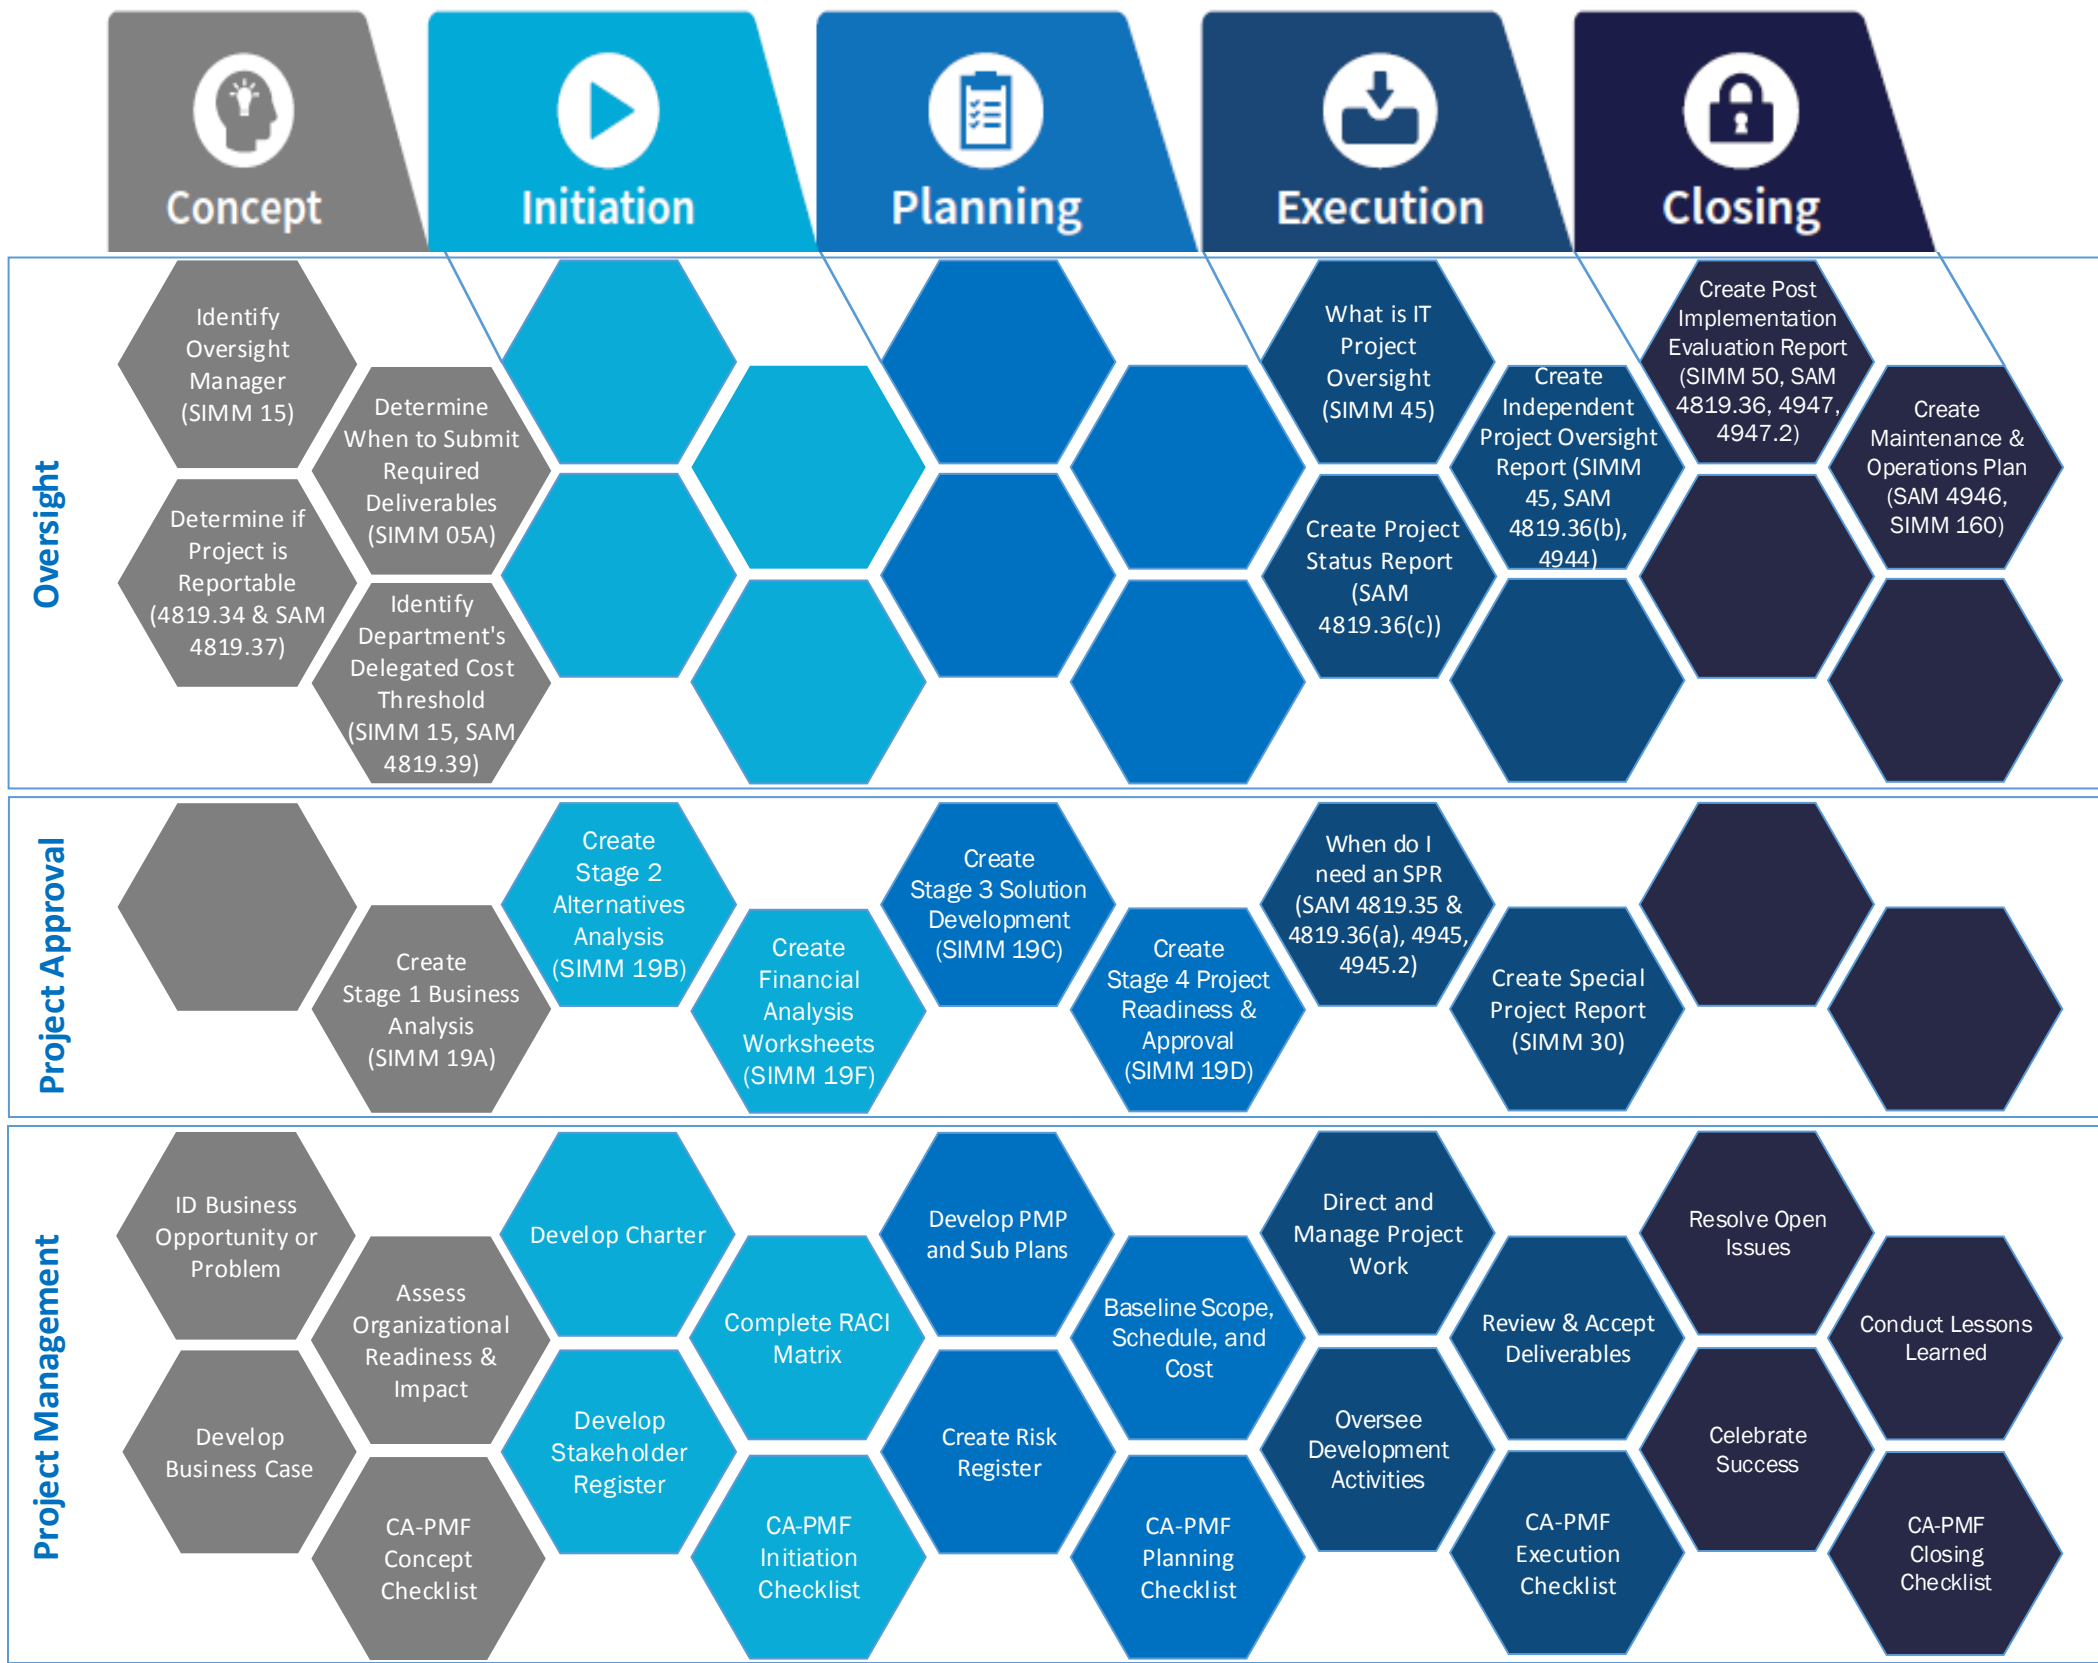 Concept
Initiation
Planning
Execution
Closing
Oversight
Identify
Oversight
Manager
(SIMM 15)
Determine
When to Submit
Required
Deliverables
(SIMM 05A)
Determine if
Project is
Reportable
(4819.34 & SAM
4819.37)
Identify
Department's
Delegated Cost
Threshold
(SIMM 15, SAM
4819.39)
What is IT
Project
Oversight
(SIMM 45)
Create
Independent
Project Oversight
Report (SIMM
45, SAM
4819.36(b),
4944)
Create Project
Status Report
(SAM
4819.36(c))
Create Post
Implementation
Evaluation Report
(SIMM 50, SAM
4819.36, 4947,
4947.2)
Create
Maintenance &
Operations Plan
(SAM 4946,
SIMM 160)
Project Approval
Create
Stage 1 Business
Analysis
(SIMM 19A)
Create
Stage 2
Alternatives
Analysis
(SIMM 19B)
Create
Financial
Analysis
Worksheets
(SIMM 19F)
Create
Stage 3 Solution
Development
(SIMM 19C)
Create
Stage 4 Project
Readiness &
Approval
(SIMM 19D)
When do I
need an SPR
(SAM 4819.35 &
4819.36(a), 4945,
4945.2)
Create Special
Project Report
(SIMM 30)
Project Management
ID Business
Opportunity or
Problem
Assess
Organizational
Readiness &
Impact
Develop
Business Case
CA-PMF
Concept
Checklist
Develop Charter
Complete RACI
Matrix
Develop
Stakeholder
Register
CA-PMF
Initiation
Checklist
Develop PMP
and Sub Plans
Baseline Scope,
Schedule, and
Cost
Create Risk
Register
CA-PMF
Planning
Checklist
Direct and
Manage Project
Work
Review & Accept
Deliverables
Oversee
Development
Activities
CA-PMF
Execution
Checklist
Resolve Open
Issues
Conduct Lessons
Learned
Celebrate
Success
CA-PMF
Closing
Checklist